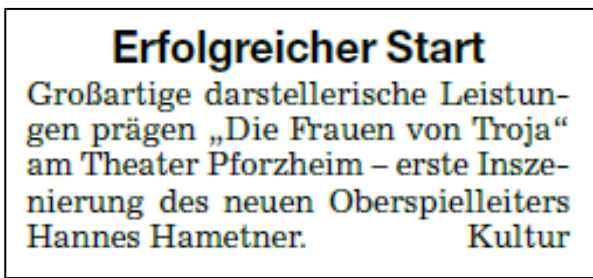 Erfolgreicher Start
Großartige darstellerische Leistun-
gen prägen „Die Frauen von Troja“
am Theater Pforzheim – erste Insze-
nierung des neuen Oberspielleiters
Hannes Hametner. Kultur